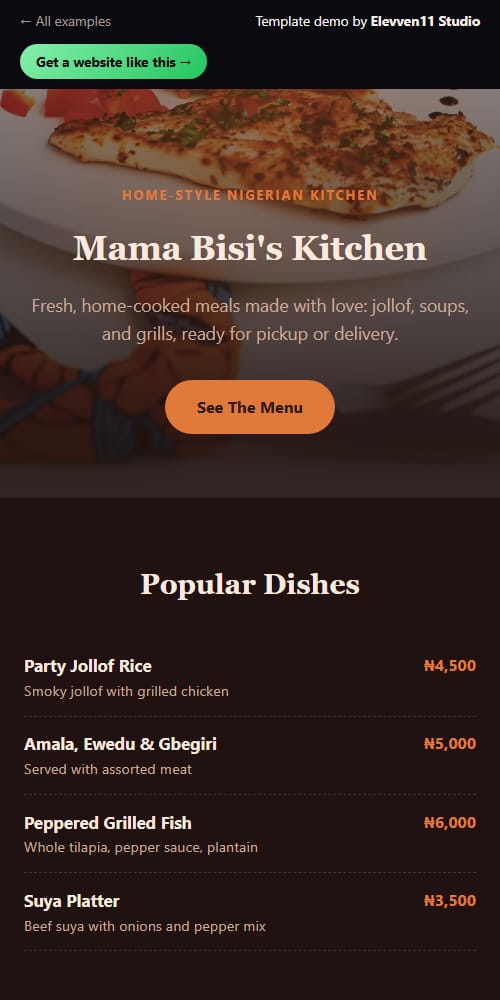 ← All examples
Template demo by Elevven11 Studio
Get a website like this →
HOME-STYLE NIGERIAN KITCHEN
Mama Bisi's Kitchen
Fresh, home-cooked meals made with love: jollof, soups,
and grills, ready for pickup or delivery.
See The Menu
Popular Dishes
Party Jollof Rice
₦4,500
Smoky jollof with grilled chicken
Amala, Ewedu & Gbegiri
₦5,000
Served with assorted meat
Peppered Grilled Fish
₦6,000
Whole tilapia, pepper sauce, plantain
Suya Platter
₦3,500
Beef suya with onions and pepper mix